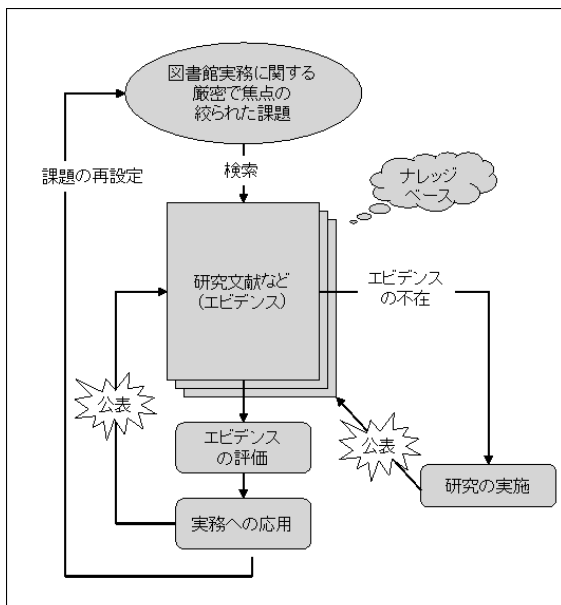 図書館実務に関する
厳密で焦点の
絞られた課題
課題の再設定
検索
ナレッジ
ベース
研究文献など
(エビデンス)
エビデンス
の不在
公表
エビデンス
の評価
公表
研究の実施
実務への応用